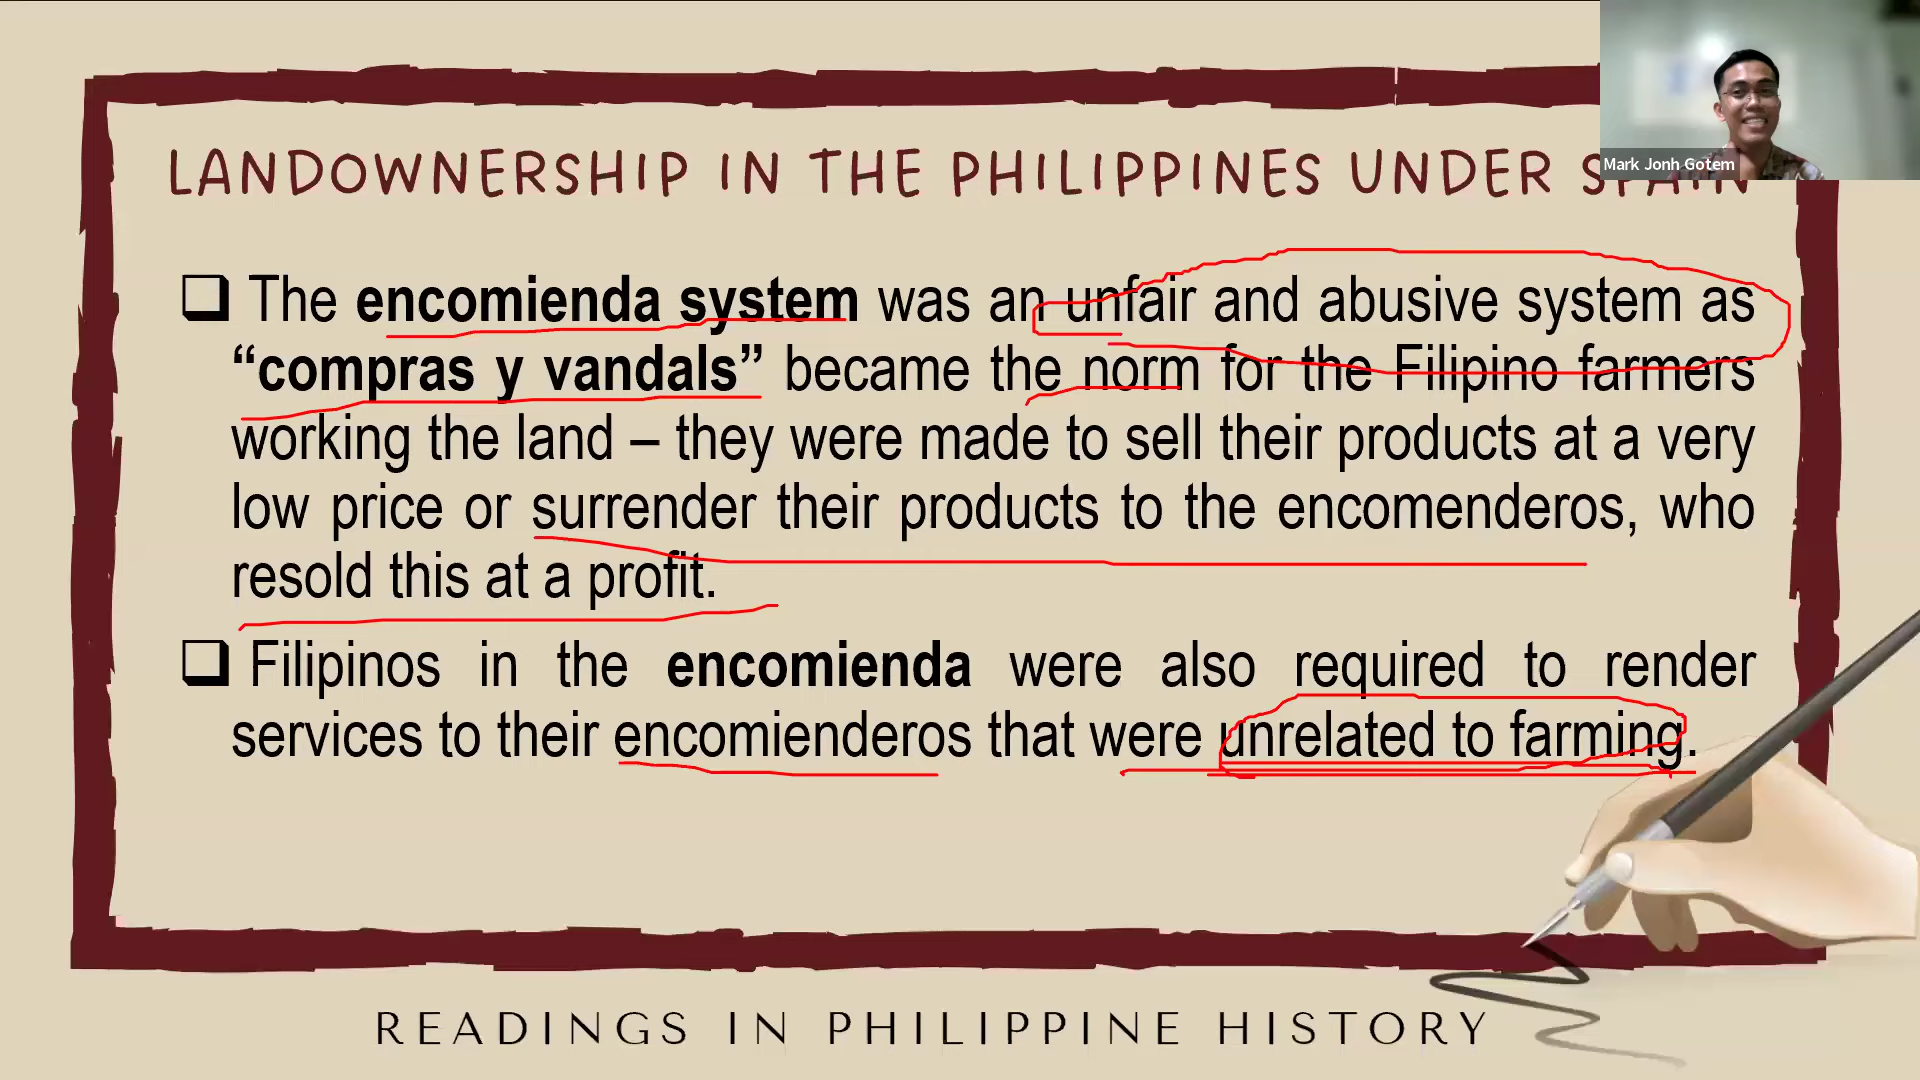 LANDOWNERSHIP IN THE PHILIPPINES UNDER SPAIN
Mark Jonh Gotem
The encomienda system was an unfair and abusive system as
“compras y vandals” became the norm for the Filipino farmers
working the land – they were made to sell their products at a very
low price or surrender their products to the encomenderos, who
resold this at a profit.
Filipinos in the encomienda were also required to render
services to their encomienderos that were unrelated to farming.
READINGS IN PHILIPPINE HISTORY